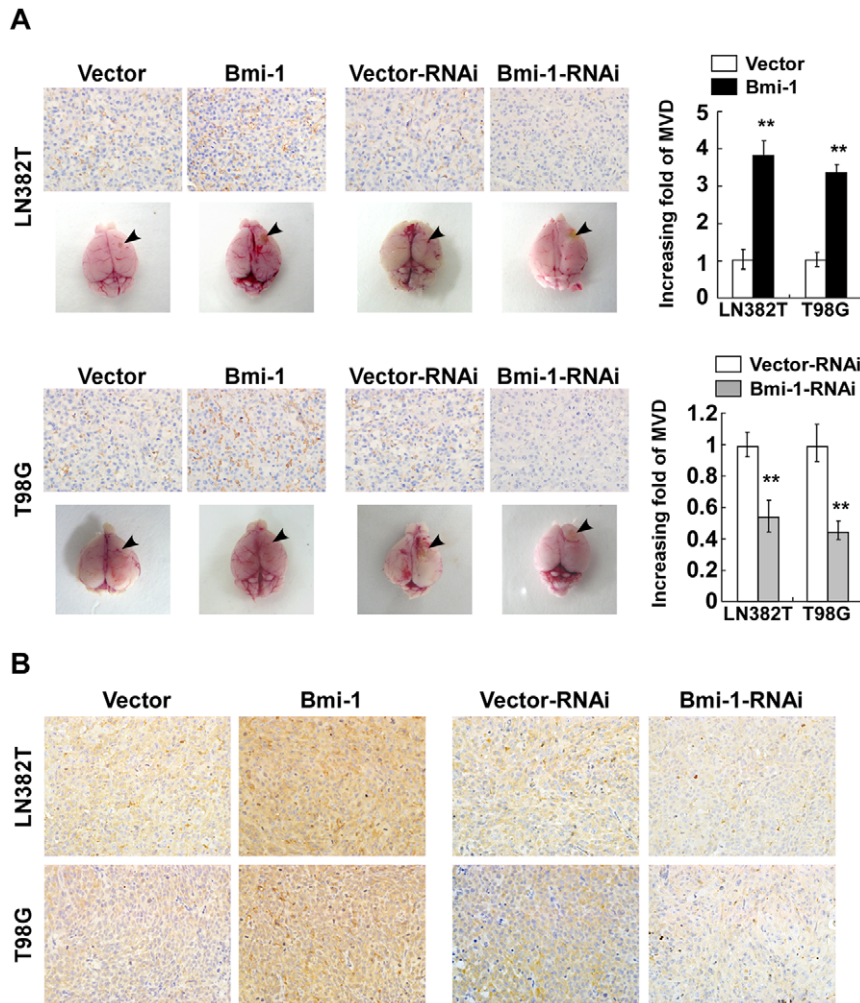 A
Vector Bmi-1 Vector-RNAi Bmi-1-RNAi
LN382T
Vector
Bmi-1
Increasing fold of MVD
5
4
3
2
1
0
**
**
LN382T T98G
Vector Bmi-1 Vector-RNAi Bmi-1-RNAi
T98G
Vector-RNAi
Bmi-1-RNAi
Increasing fold of MVD
1.2
1
0.8
0.6
0.4
0.2
0
**
**
LN382T T98G
B
Vector Bmi-1 Vector-RNAi Bmi-1-RNAi
LN382T
T98G